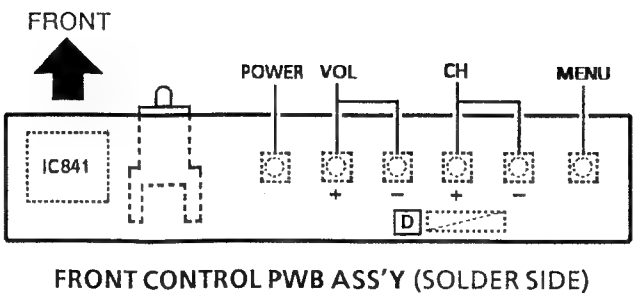 FRONT
POWER VOL CH MENU
IC841
+ − + −
D
FRONT CONTROL PWB ASS'Y (SOLDER SIDE)